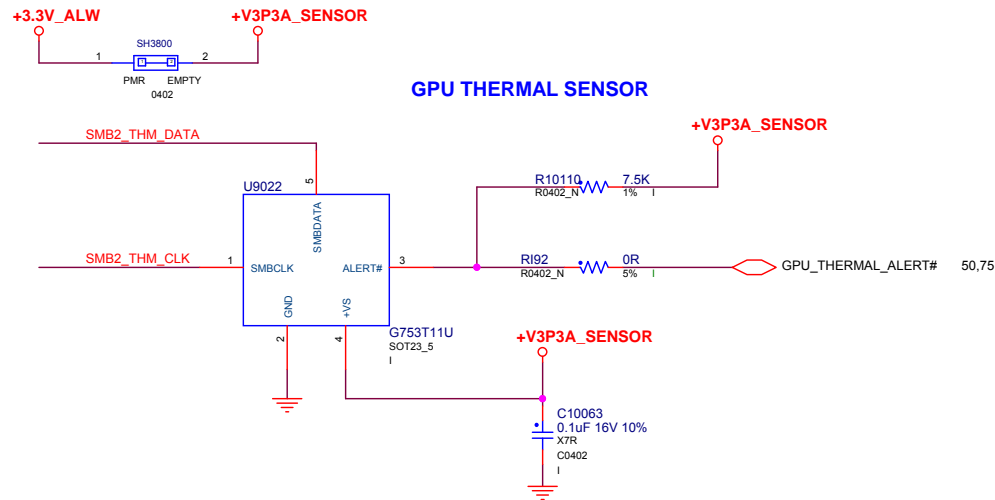 +3.3V_ALW
+V3P3A_SENSOR
SH3800
1
2
PMR
EMPTY
0402
GPU THERMAL SENSOR
+V3P3A_SENSOR
SMB2_THM_DATA
U9022
5
SMBDATA
R10110
7.5K
R0402_N
1%
I
SMB2_THM_CLK
1
SMBCLK
ALERT#
3
RI92
0R
R0402_N
5%
I
GPU_THERMAL_ALERT#
50,75
GND
+VS
2
4
G753T11U
SOT23_5
I
+V3P3A_SENSOR
C10063
0.1uF 16V 10%
X7R
C0402
I